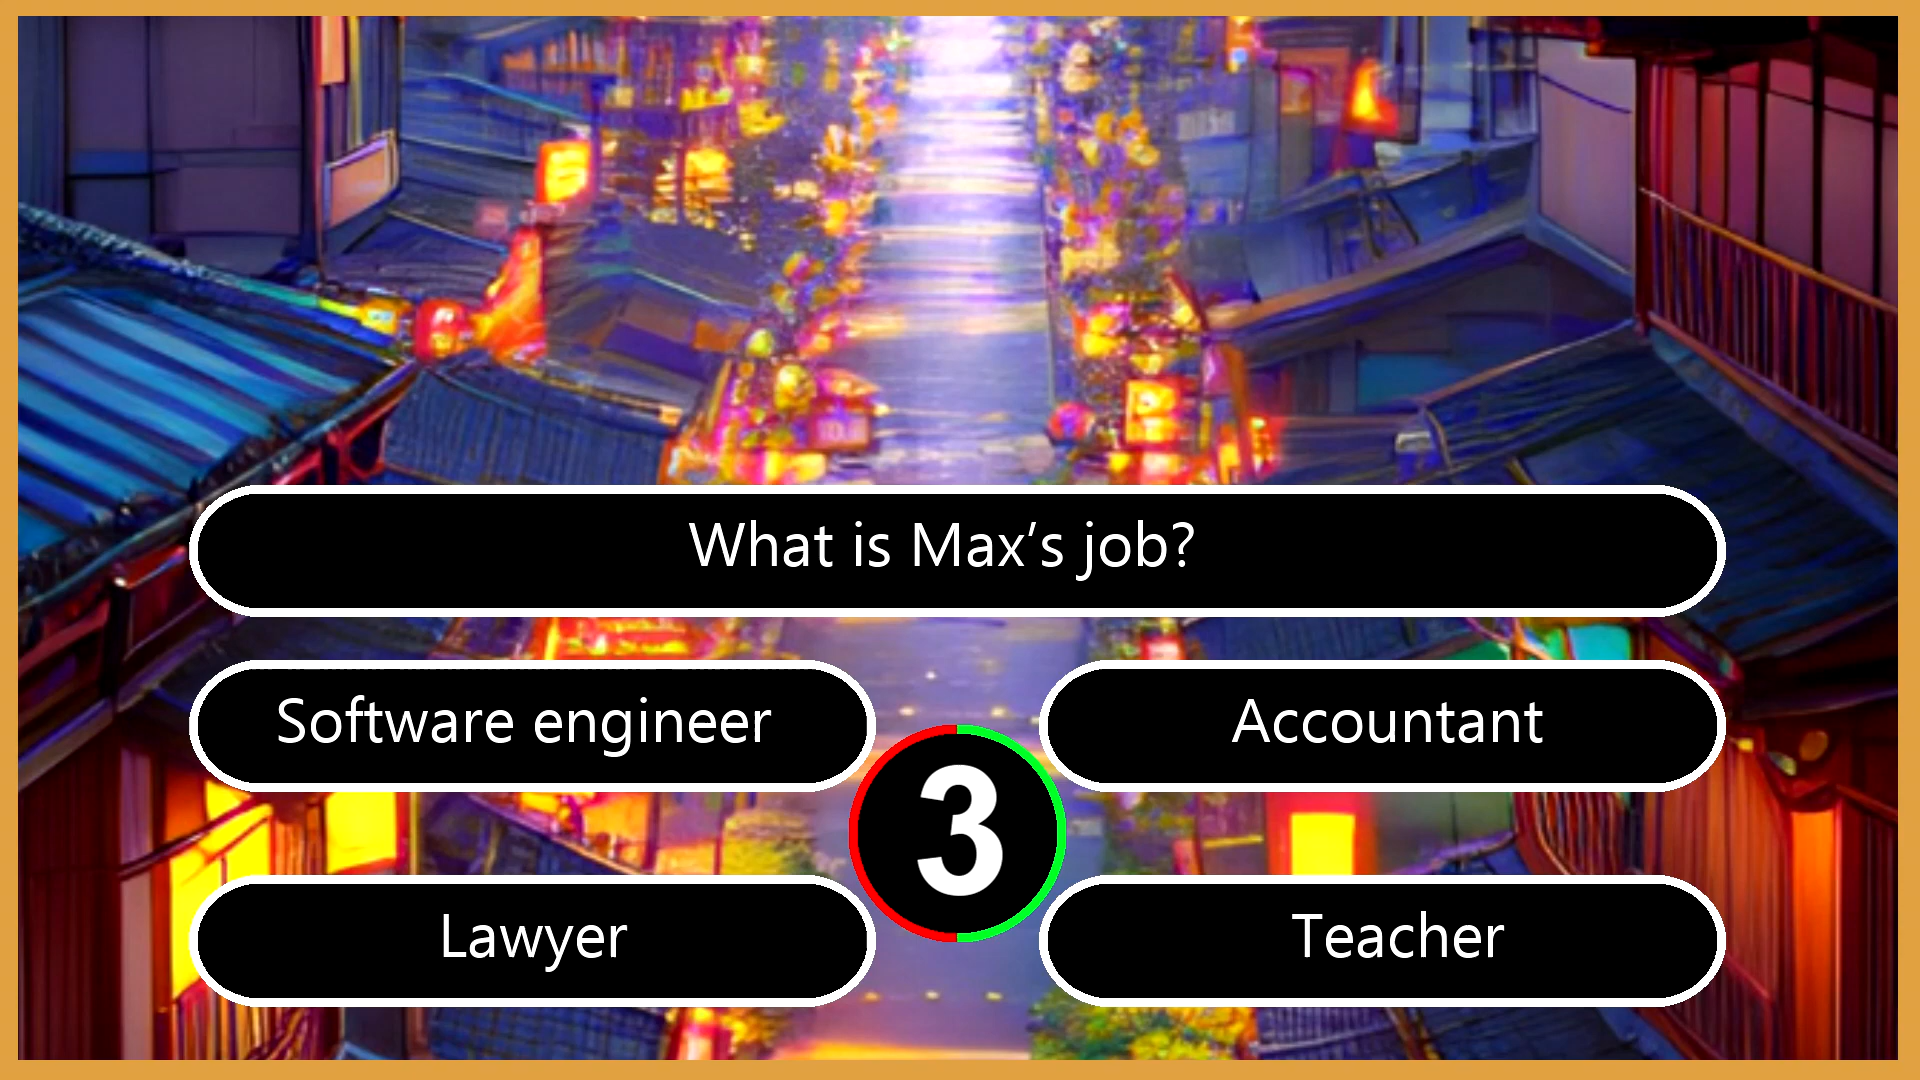 What is Max’s job?
Software engineer
Accountant
3
Lawyer
Teacher